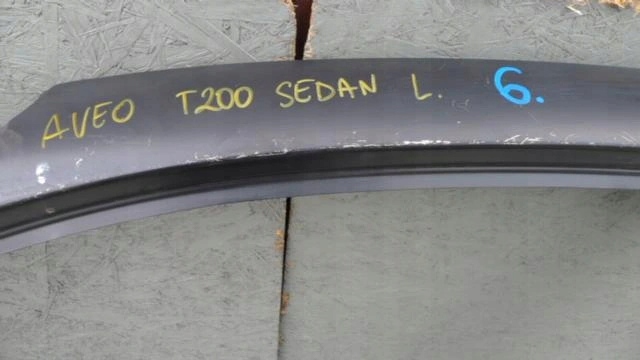 AVEO T200 SEDAN L. 6.